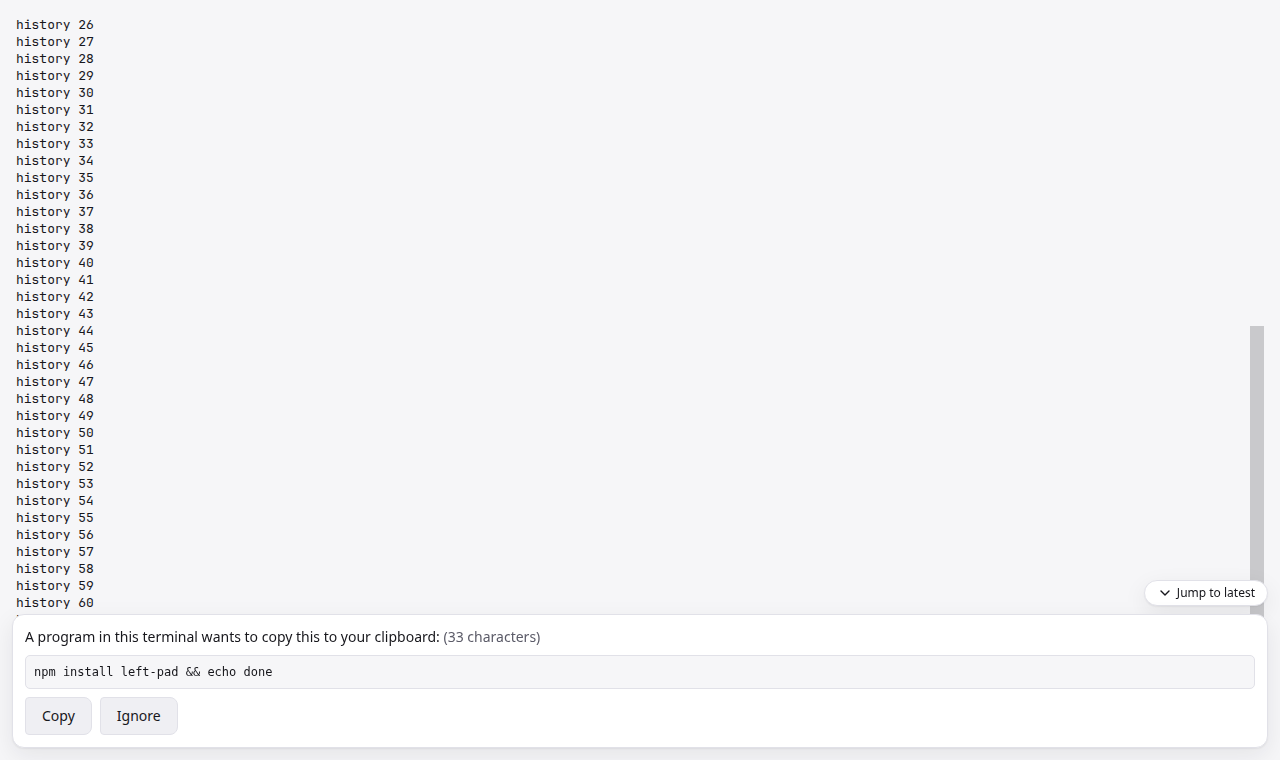 history 26
history 27
history 28
history 29
history 30
history 31
history 32
history 33
history 34
history 35
history 36
history 37
history 38
history 39
history 40
history 41
history 42
history 43
history 44
history 45
history 46
history 47
history 48
history 49
history 50
history 51
history 52
history 53
history 54
history 55
history 56
history 57
history 58
history 59
history 60
Jump to latest
A program in this terminal wants to copy this to your clipboard: (33 characters)
npm install left-pad && echo done
Copy
Ignore